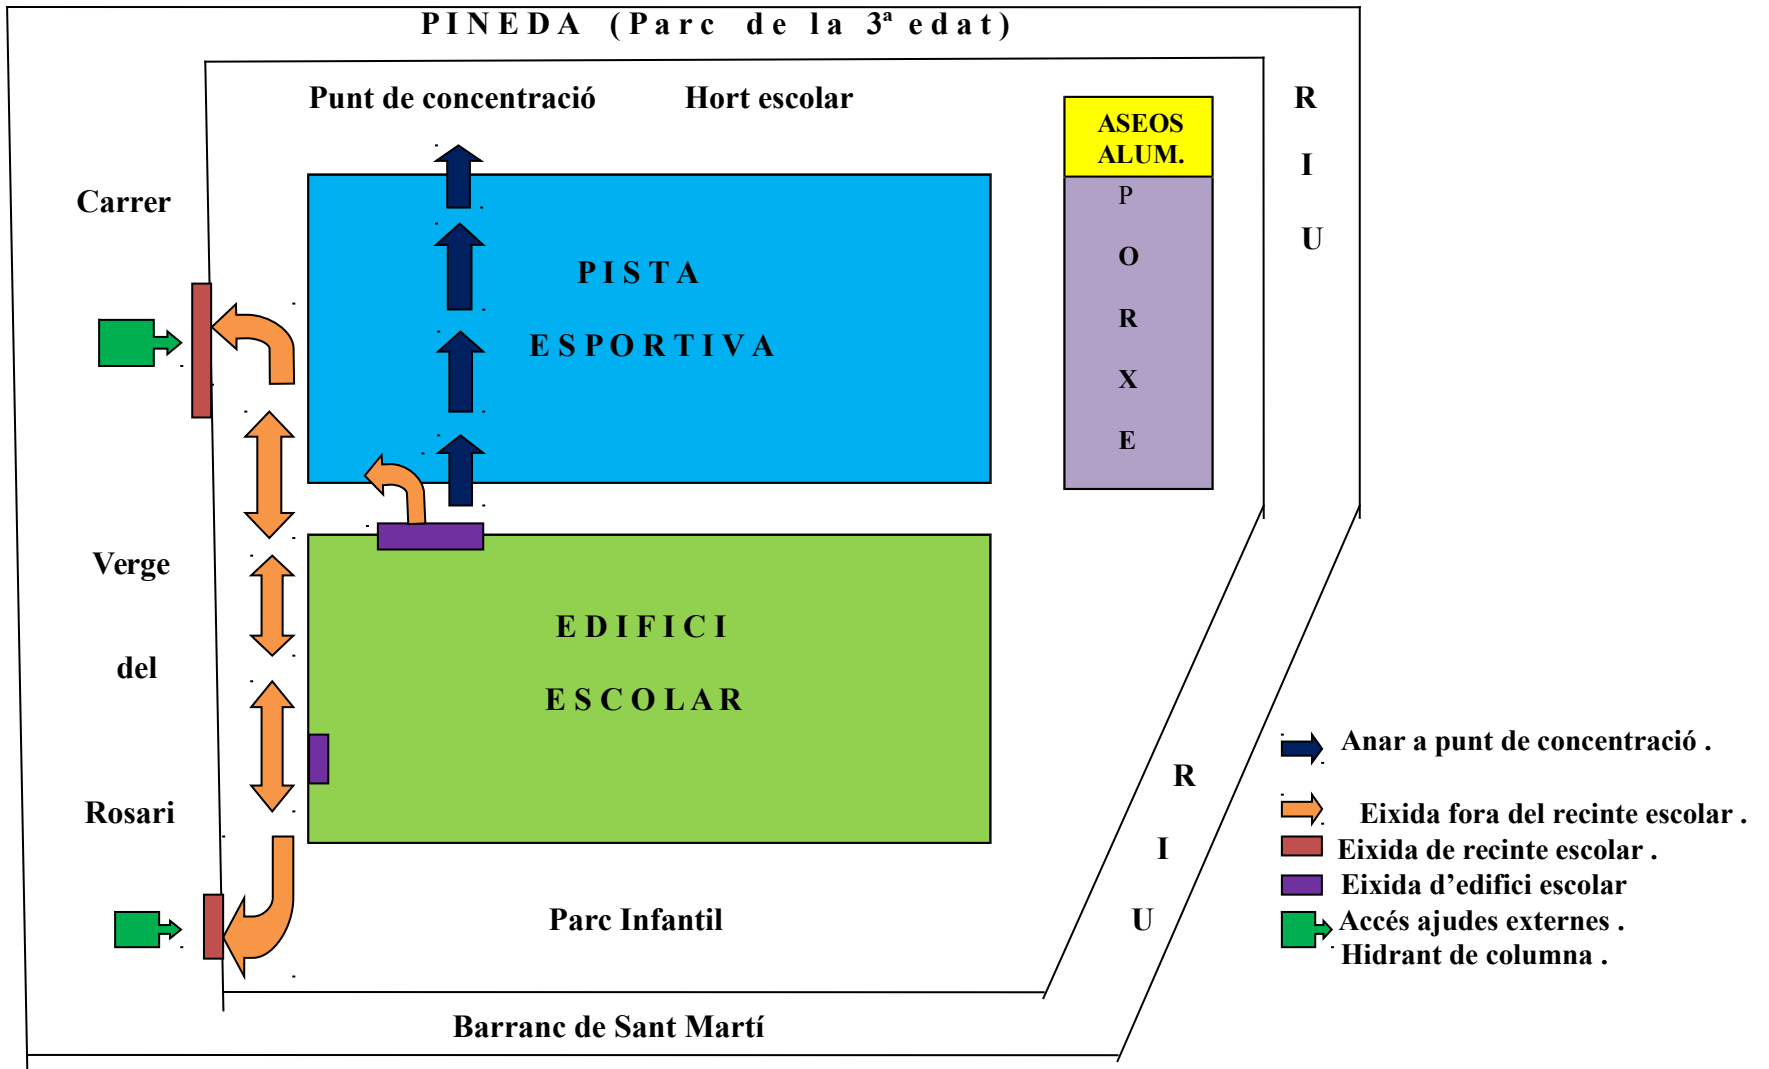 PINEDA (Parc de la 3ª edat)
Punt de concentració
Hort escolar
ASEOS
ALUM.
P
O
R
X
E
R
I
U
Carrer
Verge
del
Rosari
PISTA
ESPORTIVA
EDIFICI
ESCOLAR
R
I
U
Parc Infantil
Barranc de Sant Martí
Anar a punt de concentració .
Eixida fora del recinte escolar .
Eixida de recinte escolar .
Eixida d’edifici escolar
Accés ajudes externes .
Hidrant de columna .